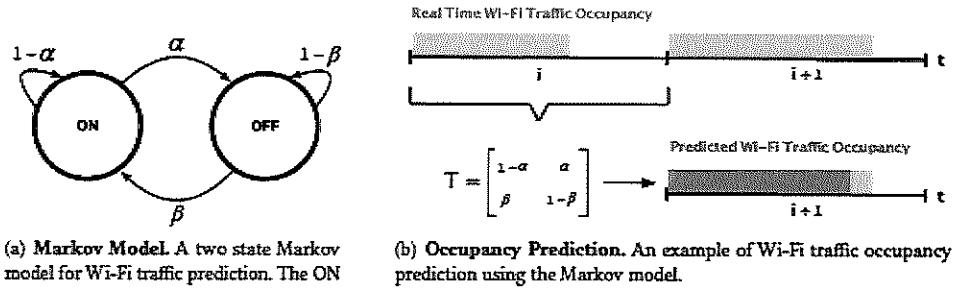 Real Time Wi-Fi Traffic Occupancy
1-α
α
1-β
ON
OFF
β
i
i+1
t
Predicted Wi-Fi Traffic Occupancy
T = [ 1-α α
β 1-β ]
i+1
t
(a) Markov Model. A two state Markov
model for Wi-Fi traffic prediction. The ON
(b) Occupancy Prediction. An example of Wi-Fi traffic occupancy
prediction using the Markov model.